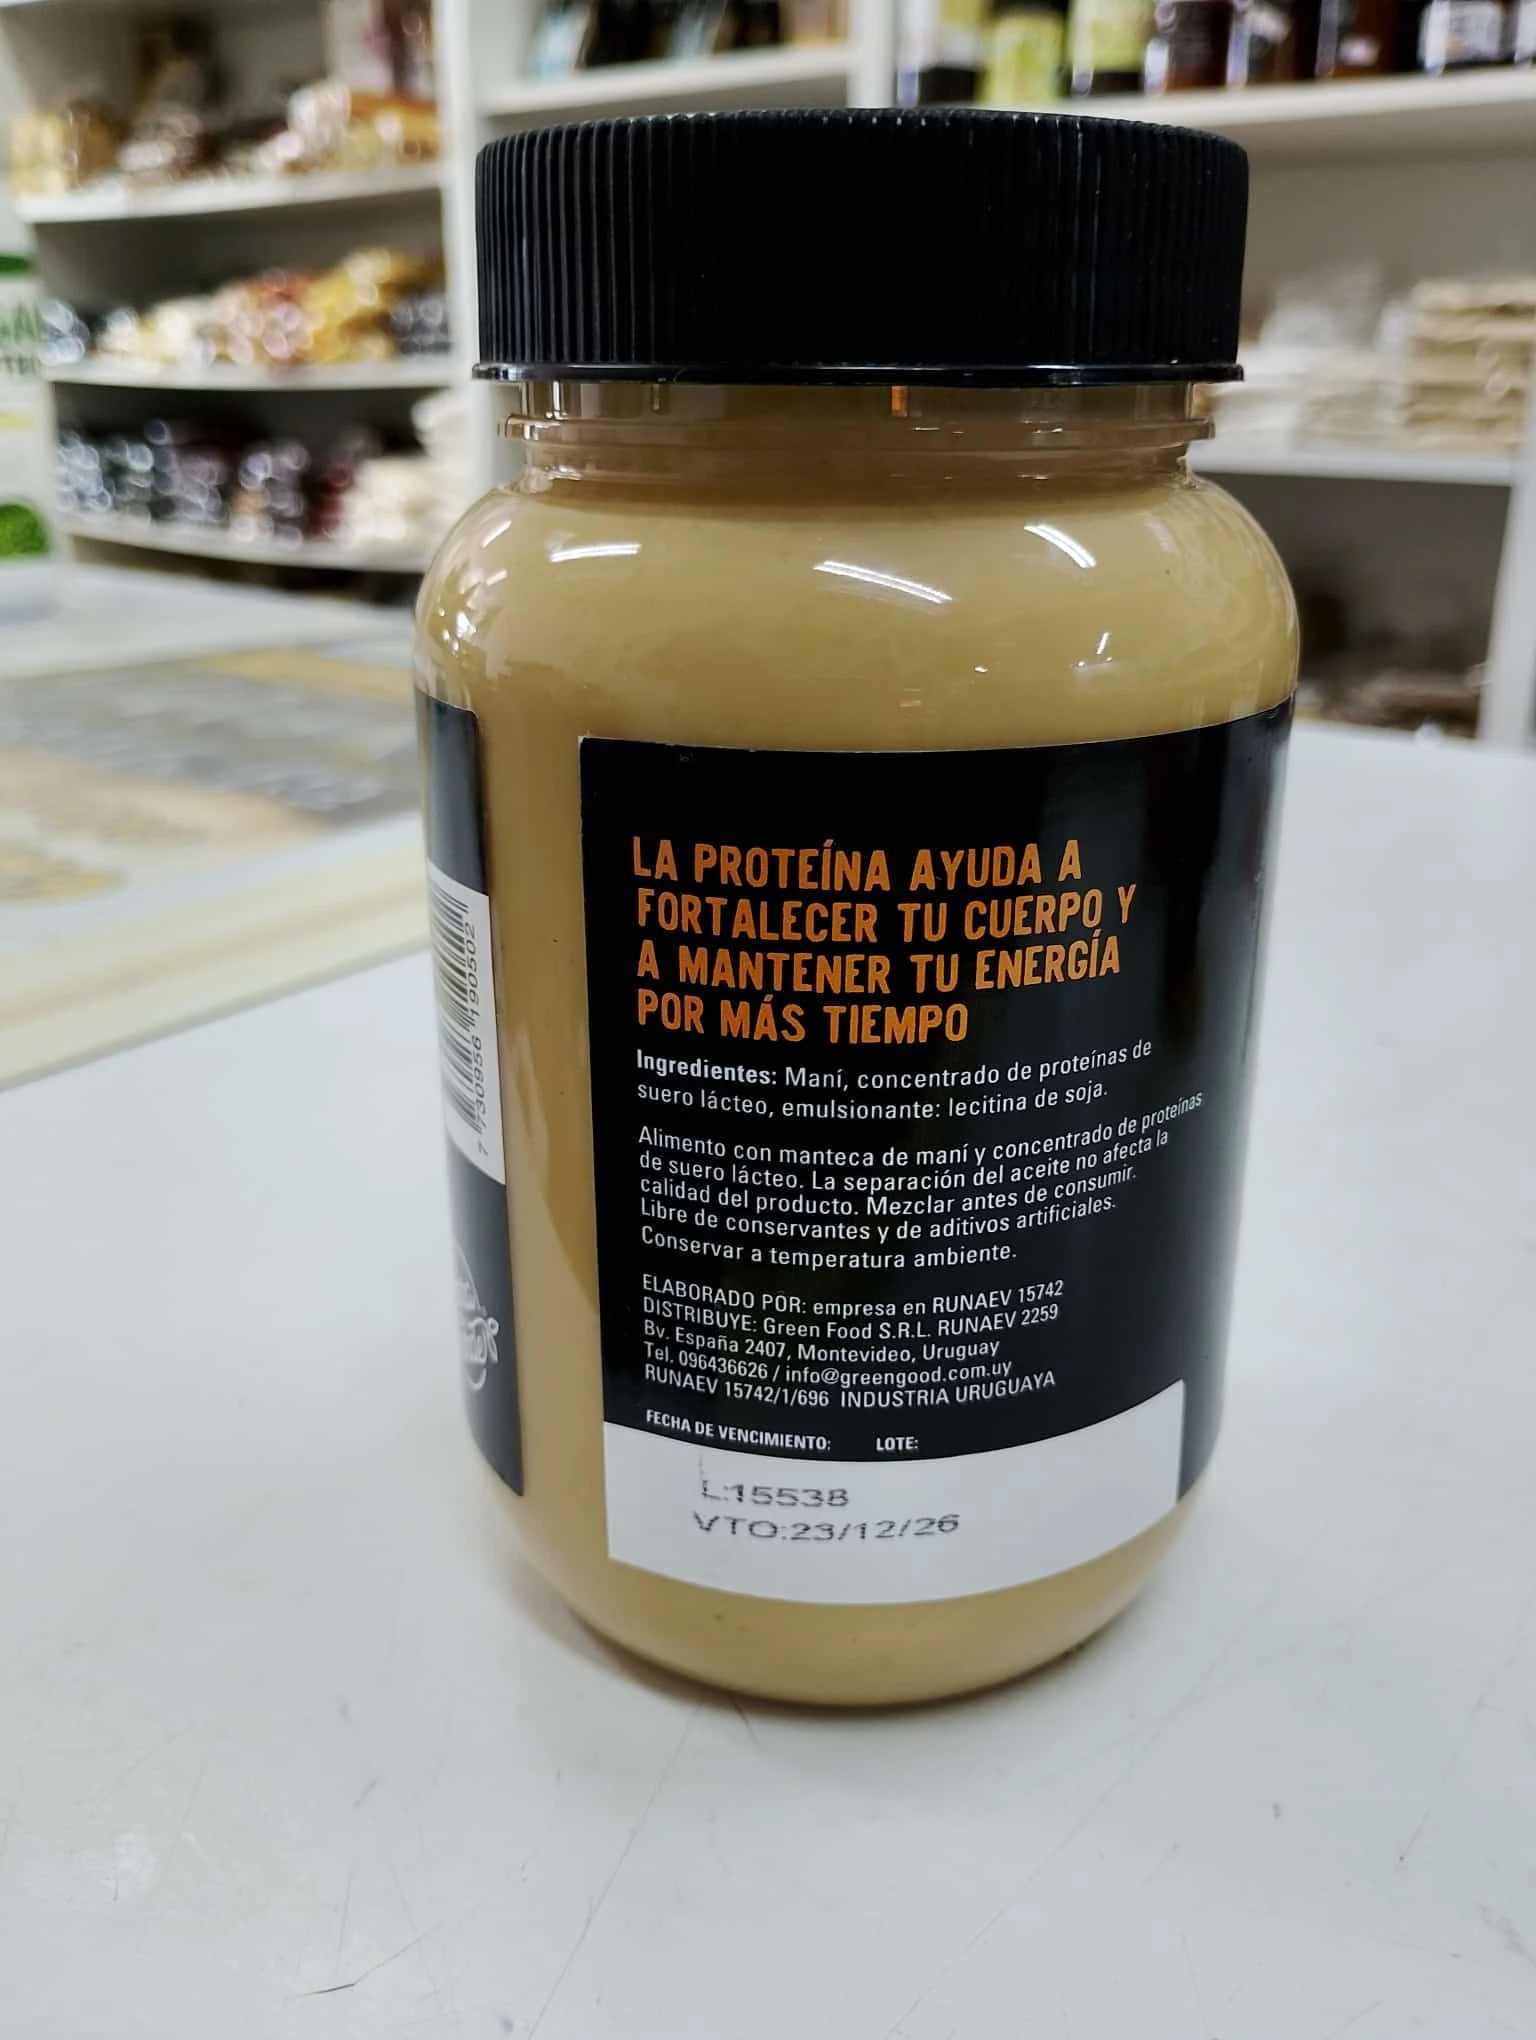 LA PROTEÍNA AYUDA A
FORTALECER TU CUERPO Y
A MANTENER TU ENERGÍA
POR MÁS TIEMPO
Ingredientes: Maní, concentrado de proteínas de
suero lácteo, emulsionante: lecitina de soja.
Alimento con manteca de maní y concentrado de proteínas
de suero lácteo. La separación del aceite no afecta la
calidad del producto. Mezclar antes de consumir.
Libre de conservantes y de aditivos artificiales.
Conservar a temperatura ambiente.
ELABORADO POR: empresa en RUNAEV 15742
DISTRIBUYE: Green Food S.R.L. RUNAEV 2259
Bv. España 2407, Montevideo, Uruguay
Tel. 096436626 / info@greengood.com.uy
RUNAEV 15742/1/696 INDUSTRIA URUGUAYA
FECHA DE VENCIMIENTO: LOTE:
L:15538
VTO:23/12/26
7 730956 190502